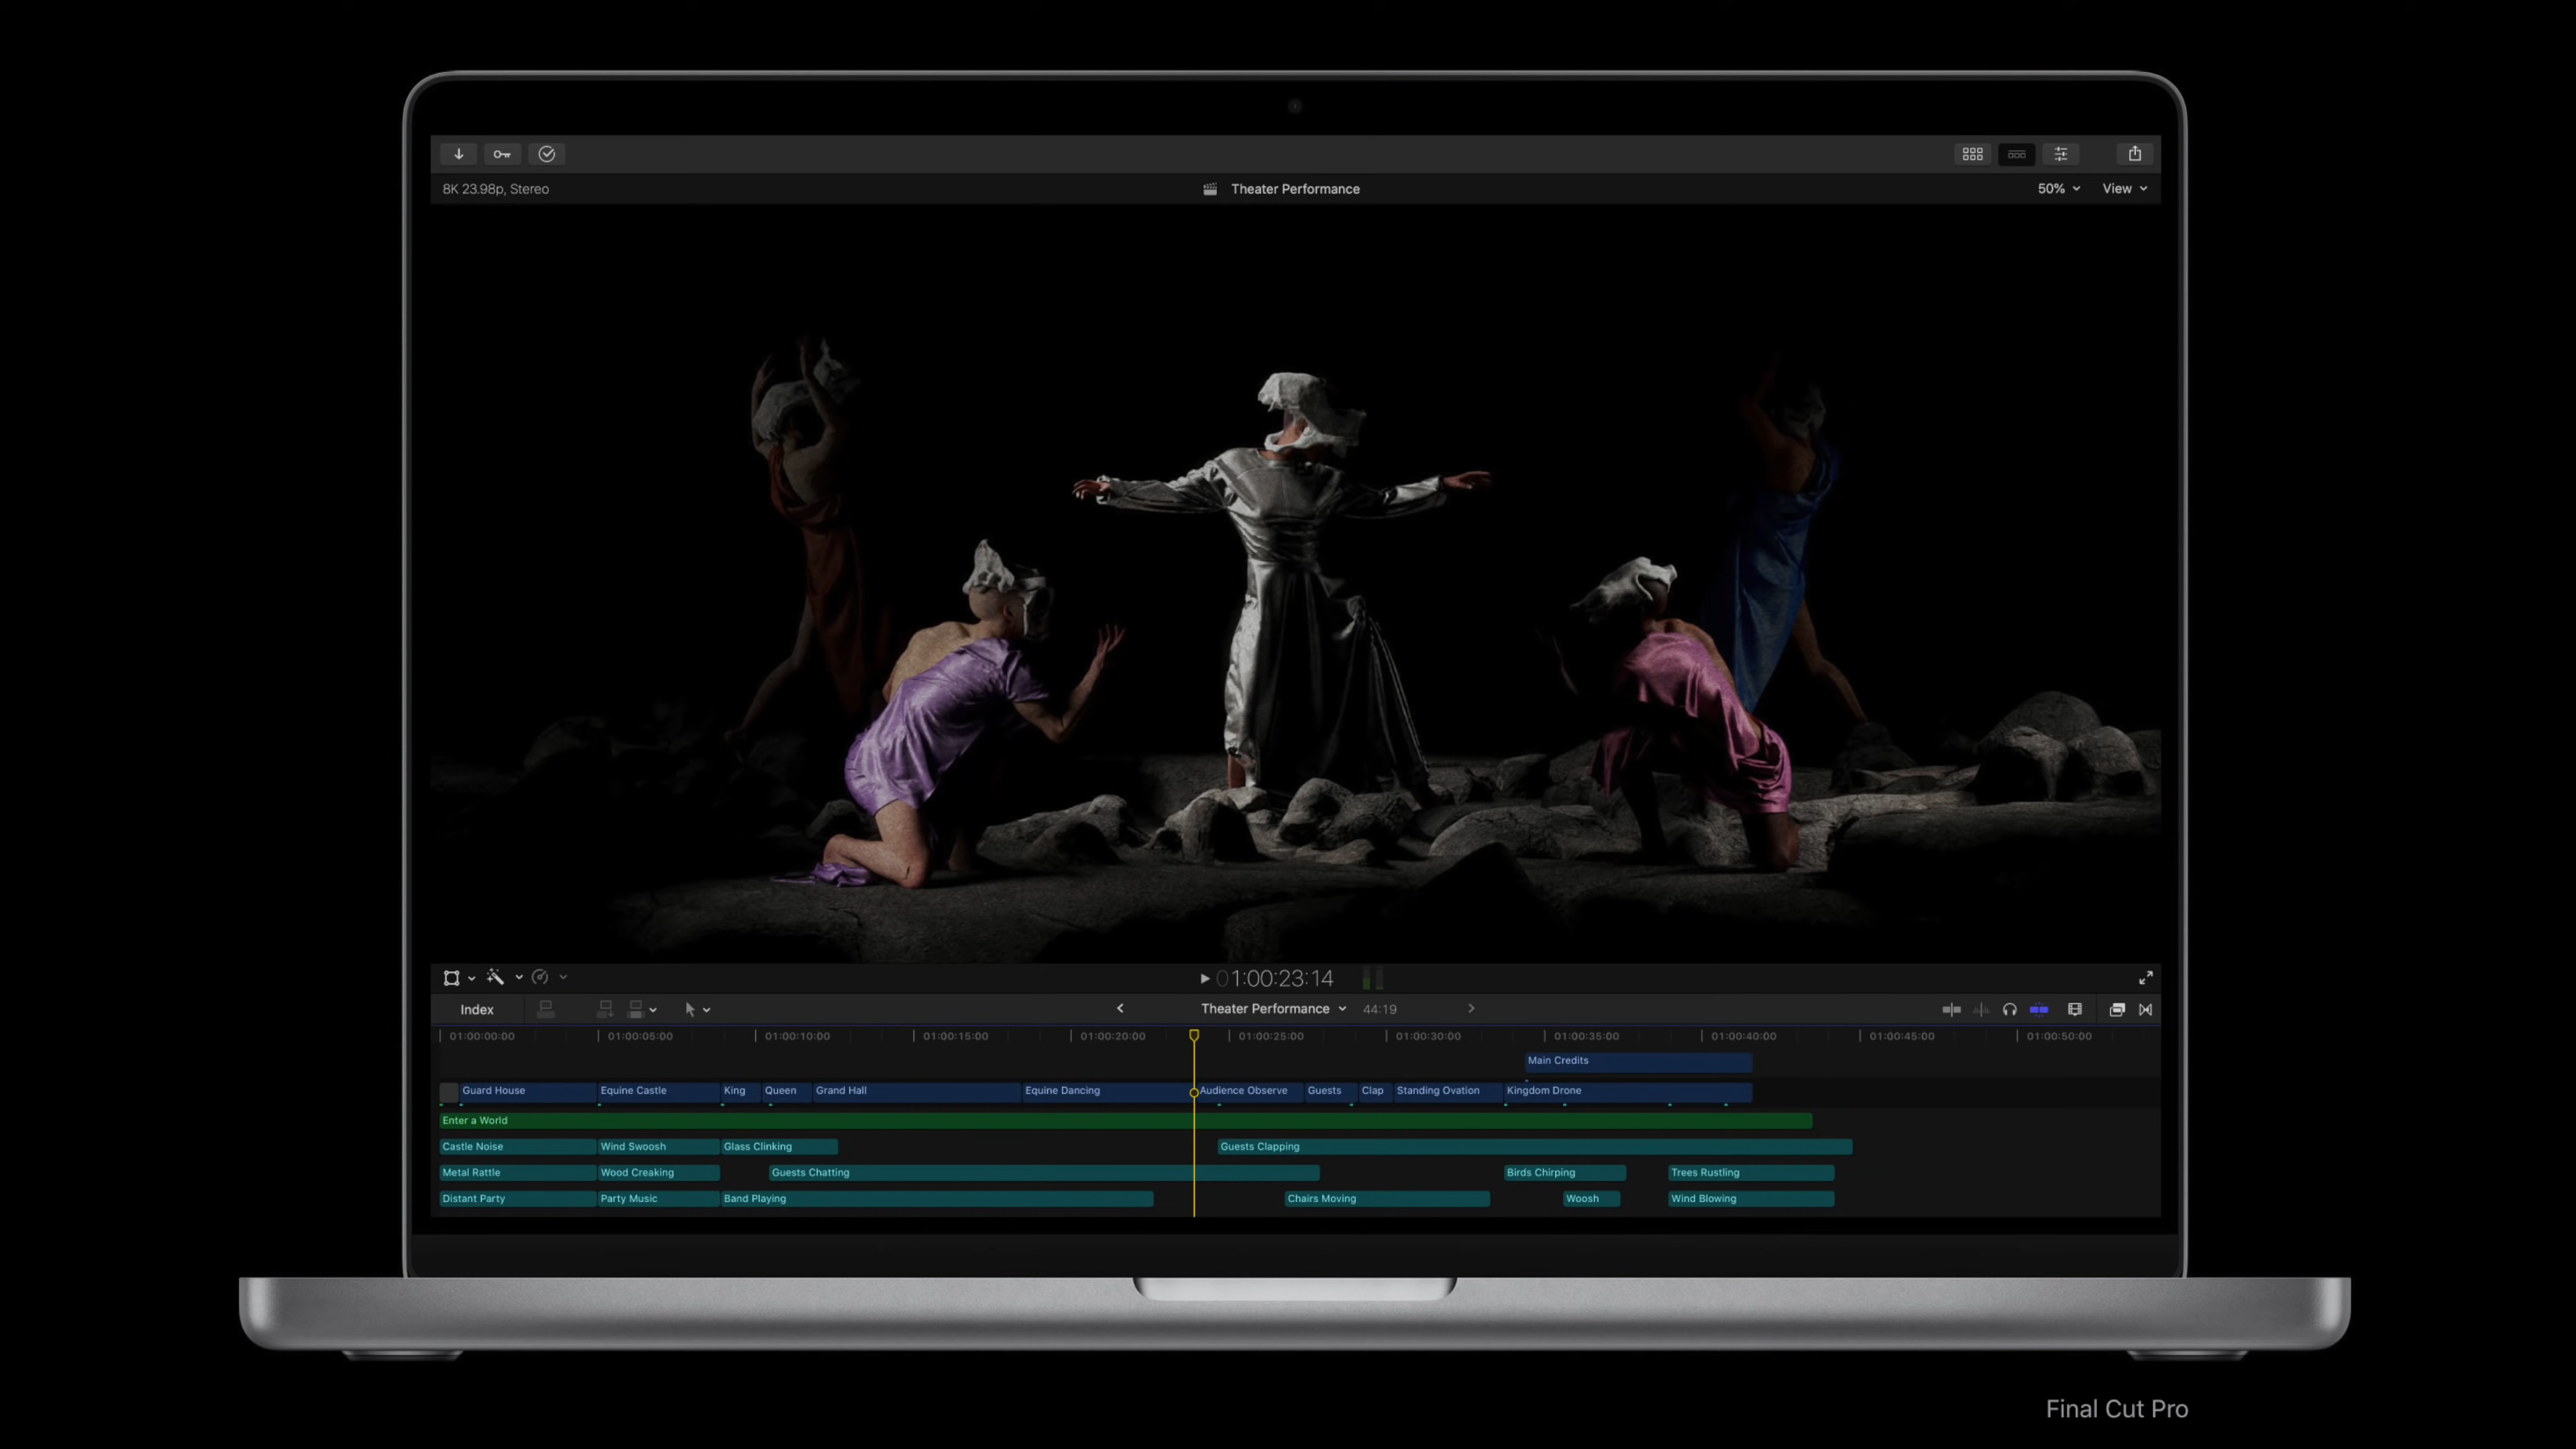 8K 23.98p, Stereo
Theater Performance
50%
View
01:00:23:14
Index
Theater Performance
44:19
01:00:00:00 01:00:05:00 01:00:10:00 01:00:15:00 01:00:20:00 01:00:25:00 01:00:30:00 01:00:35:00 01:00:40:00 01:00:45:00 01:00:50:00
Main Credits
Guard House Equine Castle King Queen Grand Hall Equine Dancing Audience Observe Guests Clap Standing Ovation Kingdom Drone
Enter a World
Castle Noise Wind Swoosh Glass Clinking Guests Clapping
Metal Rattle Wood Creaking Guests Chatting Birds Chirping Trees Rustling
Distant Party Party Music Band Playing Chairs Moving Woosh Wind Blowing
Final Cut Pro